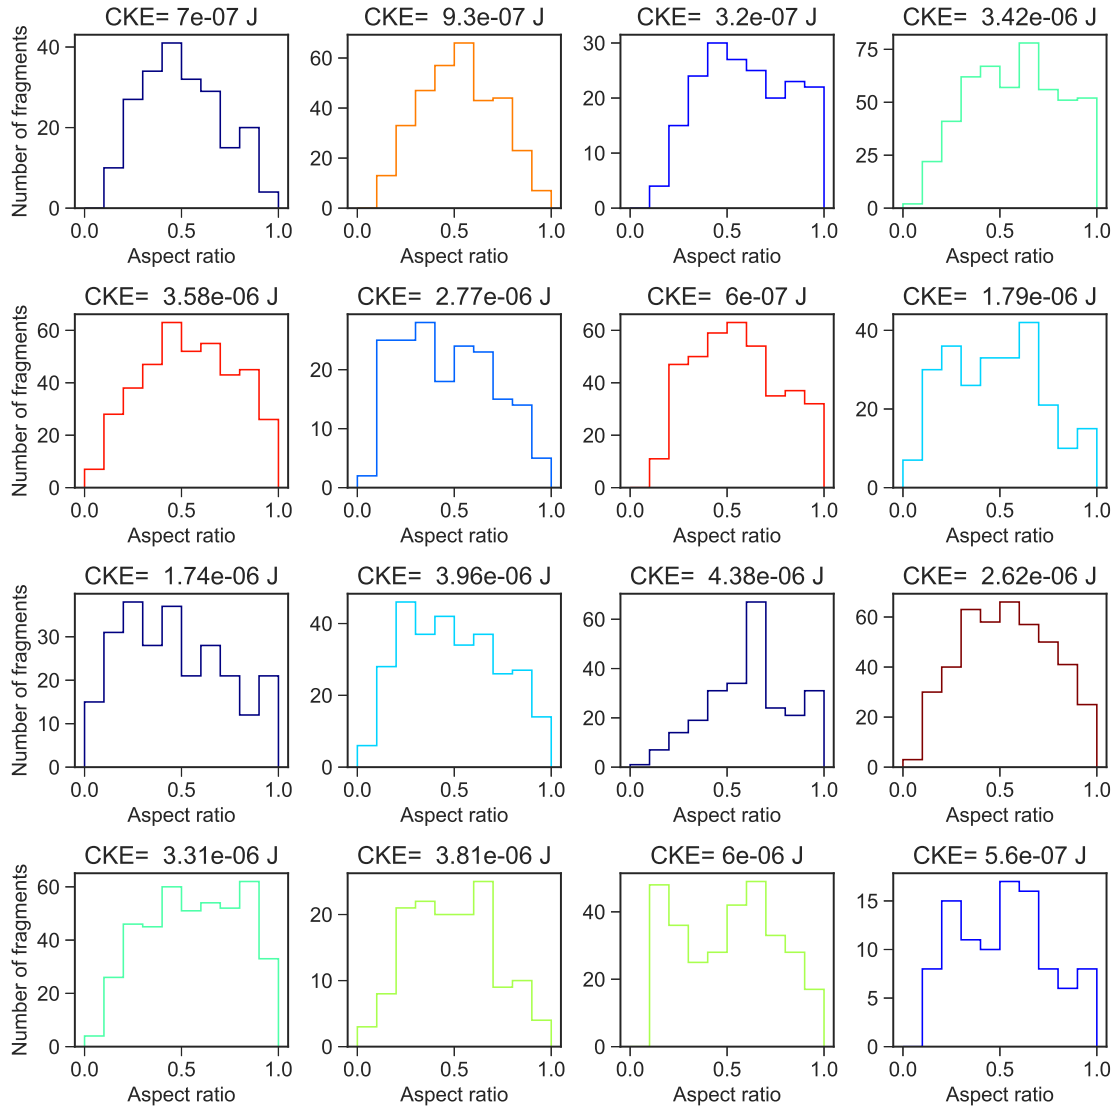 CKE= 7e-07 J
CKE= 9.3e-07 J
CKE= 3.2e-07 J
CKE= 3.42e-06 J
Number of fragments
40
20
0
0.0 0.5 1.0
Aspect ratio
60
40
20
0
0.0 0.5 1.0
Aspect ratio
30
20
10
0
0.0 0.5 1.0
Aspect ratio
75
50
25
0
0.0 0.5 1.0
Aspect ratio
CKE= 3.58e-06 J
CKE= 2.77e-06 J
CKE= 6e-07 J
CKE= 1.79e-06 J
Number of fragments
60
40
20
0
0.0 0.5 1.0
Aspect ratio
20
10
0
0.0 0.5 1.0
Aspect ratio
60
40
20
0
0.0 0.5 1.0
Aspect ratio
40
20
0
0.0 0.5 1.0
Aspect ratio
CKE= 1.74e-06 J
CKE= 3.96e-06 J
CKE= 4.38e-06 J
CKE= 2.62e-06 J
Number of fragments
30
20
10
0
0.0 0.5 1.0
Aspect ratio
40
20
0
0.0 0.5 1.0
Aspect ratio
60
40
20
0
0.0 0.5 1.0
Aspect ratio
60
40
20
0
0.0 0.5 1.0
Aspect ratio
CKE= 3.31e-06 J
CKE= 3.81e-06 J
CKE= 6e-06 J
CKE= 5.6e-07 J
Number of fragments
60
40
20
0
0.0 0.5 1.0
Aspect ratio
20
10
0
0.0 0.5 1.0
Aspect ratio
40
20
0
0.0 0.5 1.0
Aspect ratio
15
10
5
0
0.0 0.5 1.0
Aspect ratio